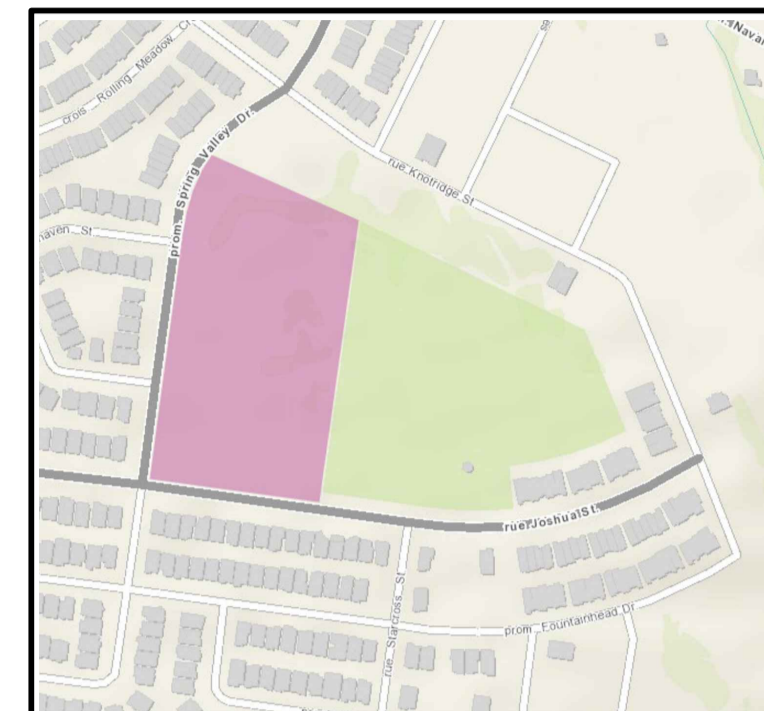 crois Rolling Meadow Cr
prom. Spring Valley Dr.
rue Knotridge St
haven St
rue Joshua St.
rue Starcross St
prom Fountainhead Dr